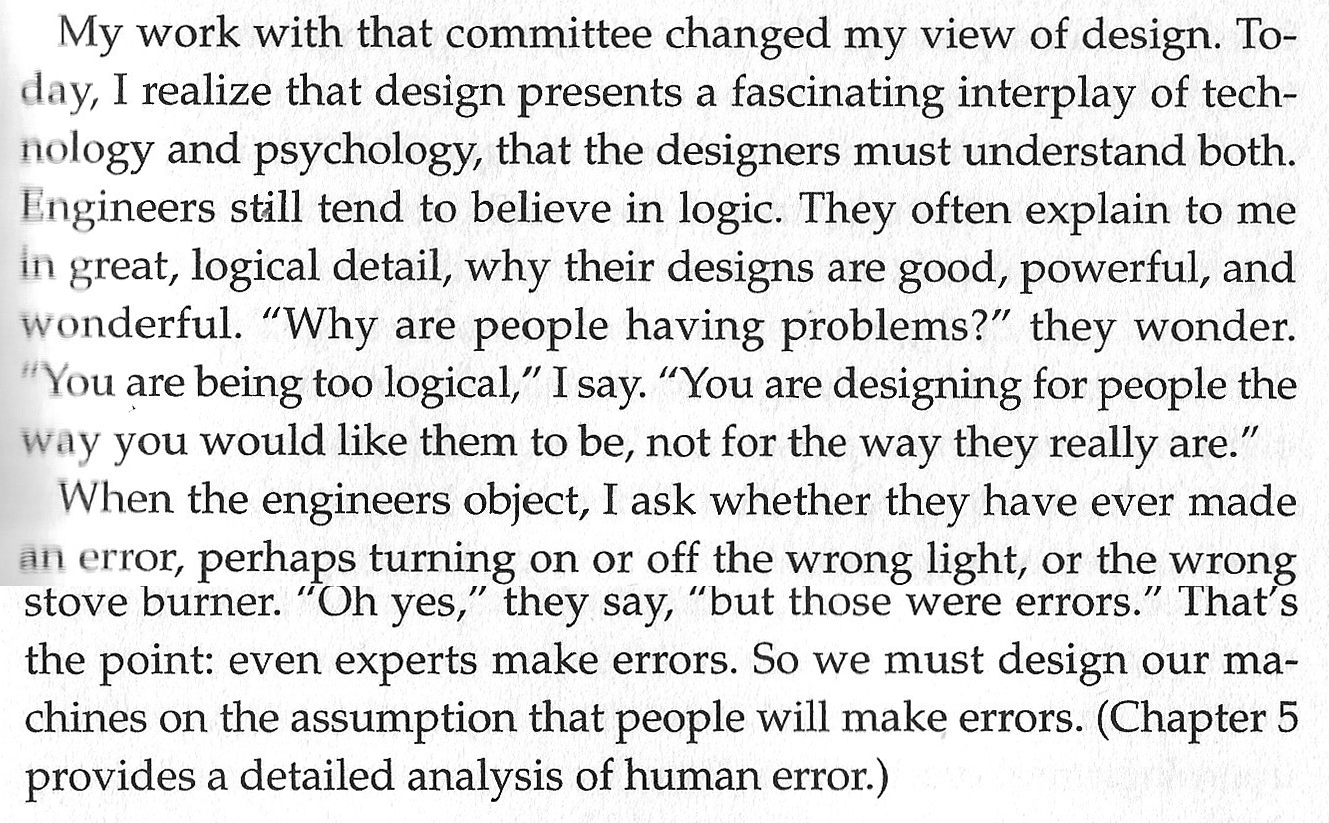 My work with that committee changed my view of design. To-
day, I realize that design presents a fascinating interplay of tech-
nology and psychology, that the designers must understand both.
Engineers still tend to believe in logic. They often explain to me
in great, logical detail, why their designs are good, powerful, and
wonderful. “Why are people having problems?” they wonder.
“You are being too logical,” I say. “You are designing for people the
way you would like them to be, not for the way they really are.”
When the engineers object, I ask whether they have ever made
an error, perhaps turning on or off the wrong light, or the wrong
stove burner. “Oh yes,” they say, “but those were errors.” That’s
the point: even experts make errors. So we must design our ma-
chines on the assumption that people will make errors. (Chapter 5
provides a detailed analysis of human error.)